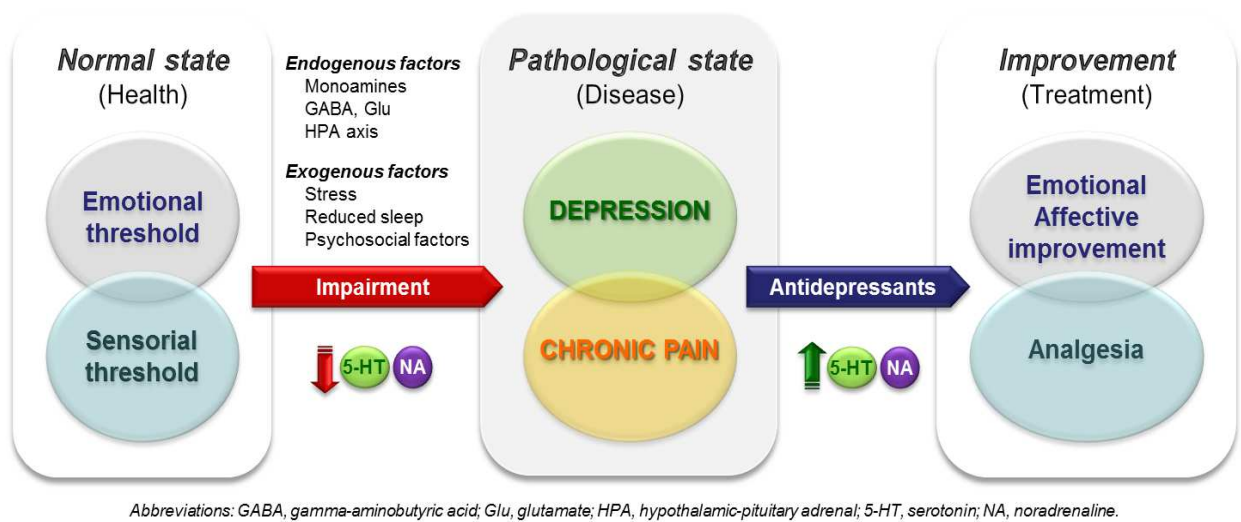 Normal state
(Health)
Emotional
threshold
Sensorial
threshold
Endogenous factors
Monoamines
GABA, Glu
HPA axis
Exogenous factors
Stress
Reduced sleep
Psychosocial factors
Impairment
5-HT NA
Pathological state
(Disease)
DEPRESSION
CHRONIC PAIN
Antidepressants
5-HT NA
Improvement
(Treatment)
Emotional
Affective
improvement
Analgesia
Abbreviations: GABA, gamma-aminobutyric acid; Glu, glutamate; HPA, hypothalamic-pituitary adrenal; 5-HT, serotonin; NA, noradrenaline.